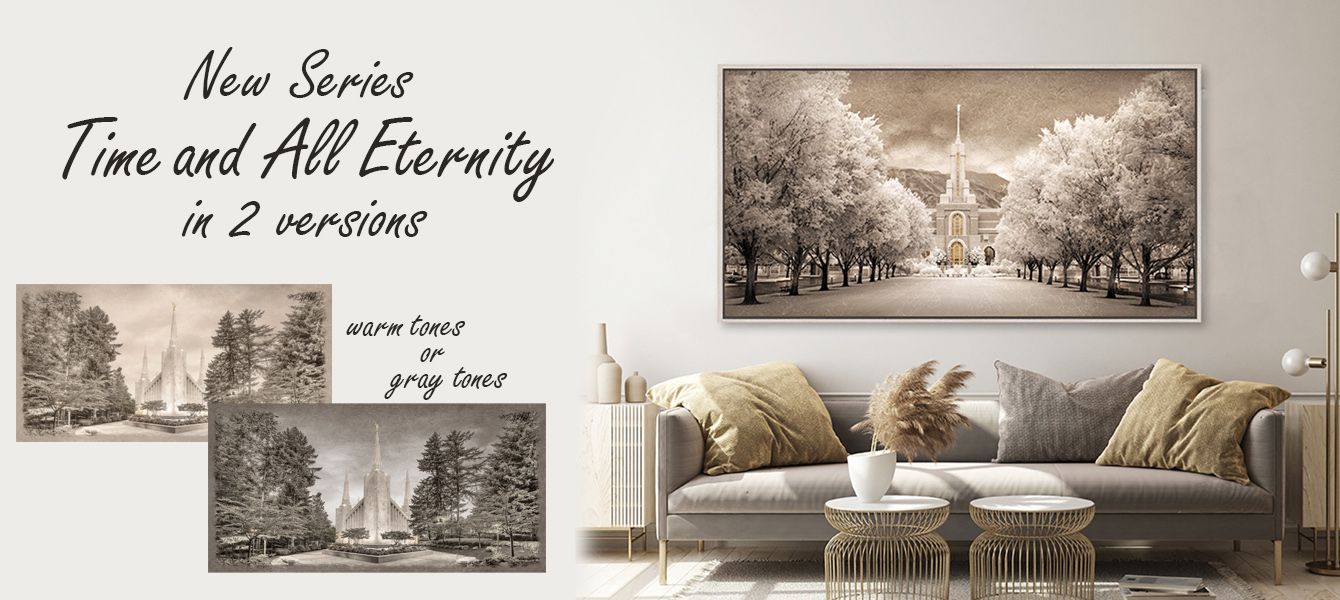 New Series
Time and All Eternity
in 2 versions
warm tones
or
gray tones